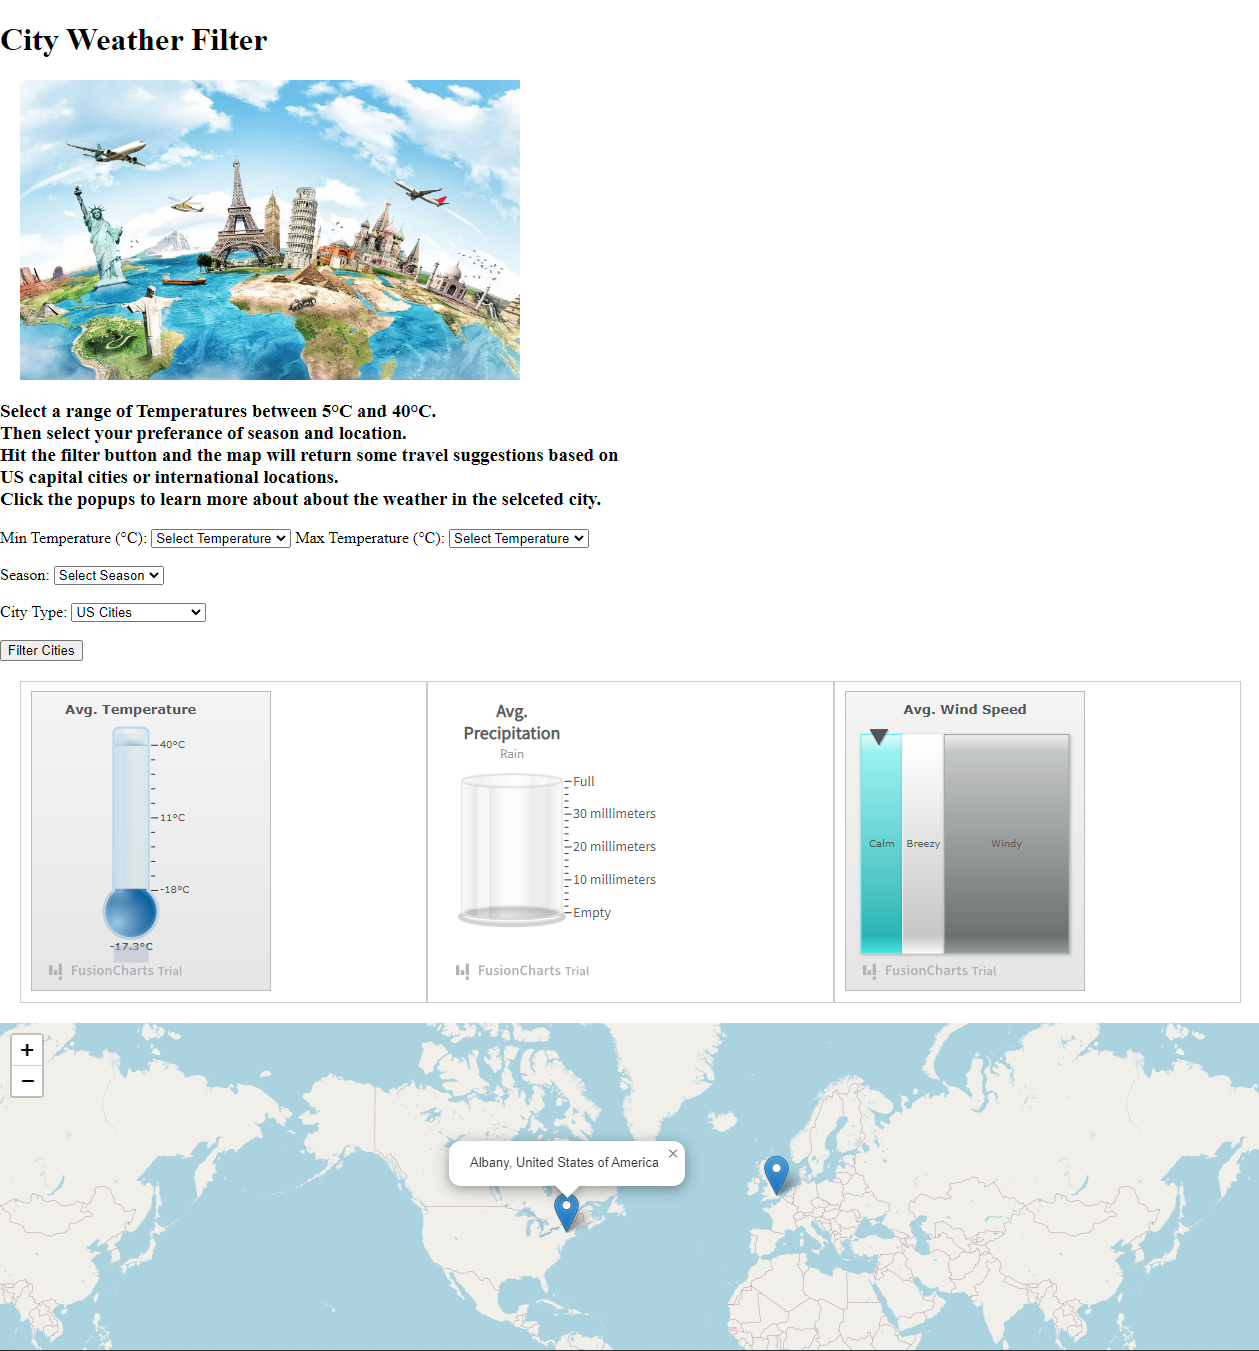 City Weather Filter
Select a range of Temperatures between 5°C and 40°C.
Then select your preferance of season and location.
Hit the filter button and the map will return some travel suggestions based on
US capital cities or international locations.
Click the popups to learn more about about the weather in the selceted city.
Min Temperature (°C): Select Temperature Max Temperature (°C): Select Temperature
Season: Select Season
City Type: US Cities
Filter Cities
Avg. Temperature
40°C
11°C
-18°C
-17.3°C
FusionCharts Trial
Avg.
Precipitation
Rain
Full
30 millimeters
20 millimeters
10 millimeters
Empty
FusionCharts Trial
Avg. Wind Speed
Calm Breezy Windy
FusionCharts Trial
+
−
Albany, United States of America ×